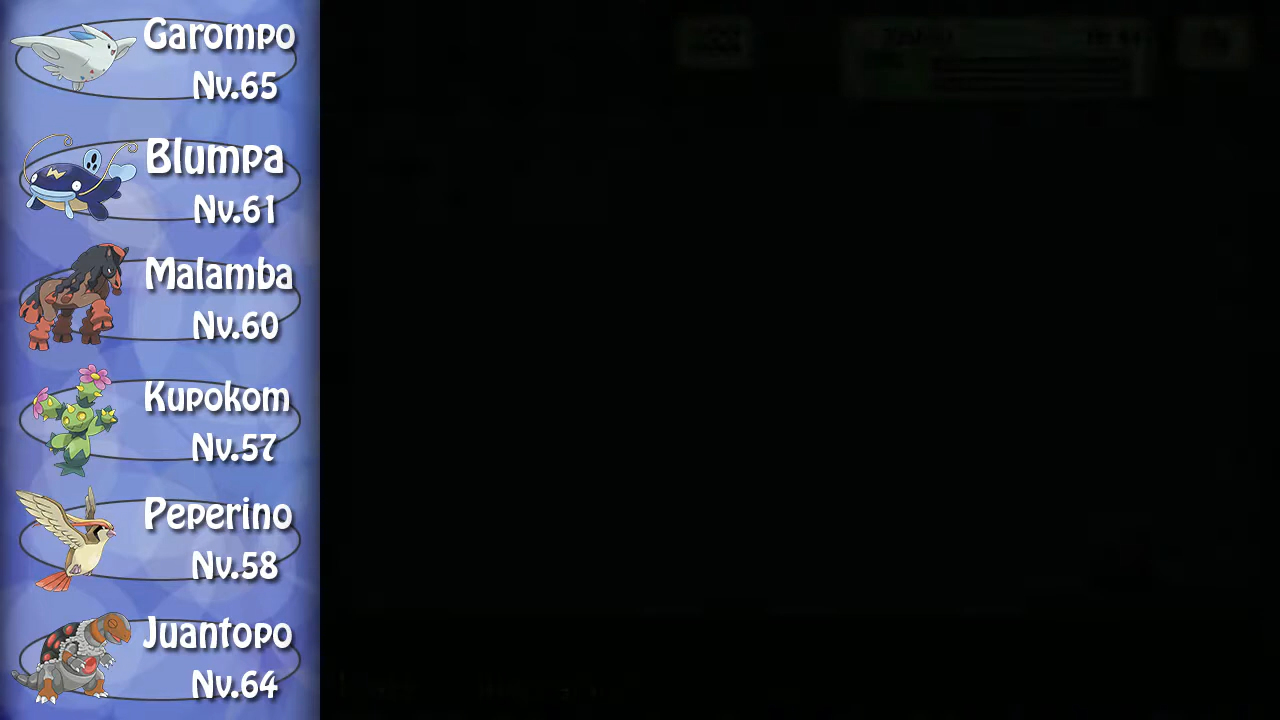 Garompo
Nv.65
Blumpa
Nv.61
Malamba
Nv.60
Kupokom
Nv.57
Peperino
Nv.58
Juantopo
Nv.64